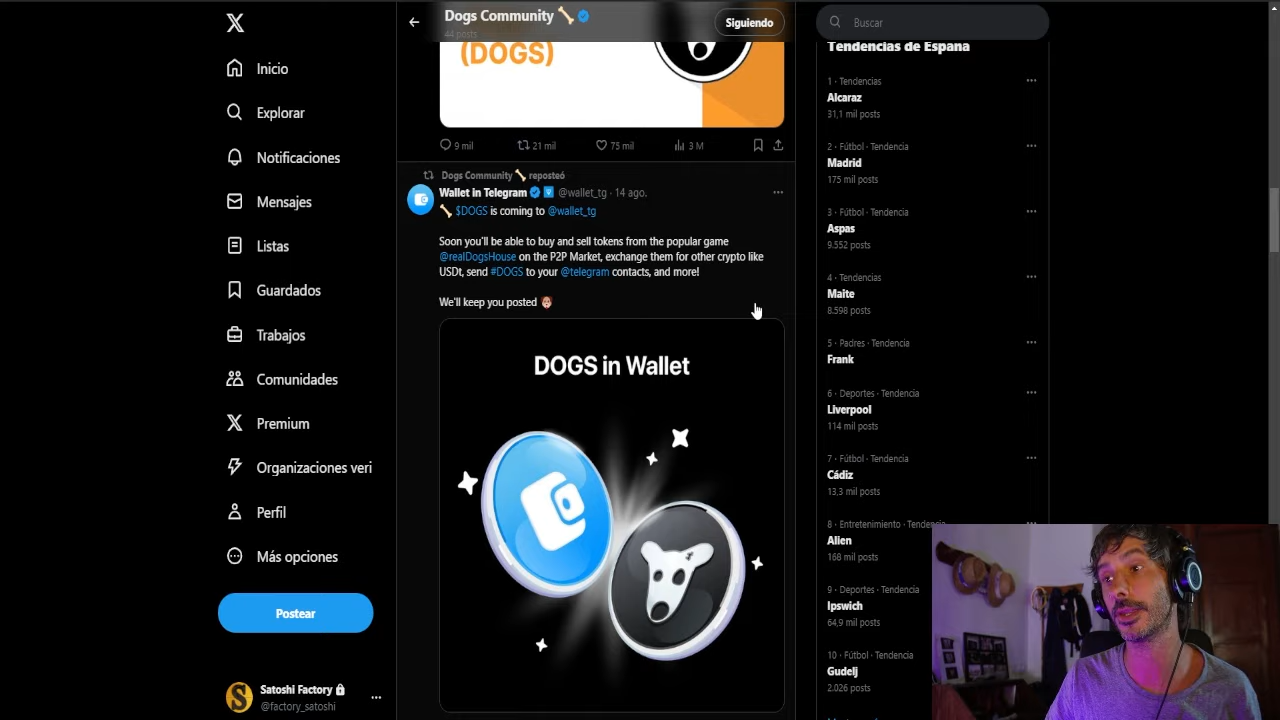 Inicio
Explorar
Notificaciones
Mensajes
Listas
Guardados
Trabajos
Comunidades
Premium
Organizaciones veri
Perfil
Más opciones
Postear
Satoshi Factory
@factory_satoshi
Dogs Community
44 posts
Siguiendo
(DOGS)
9 mil
21 mil
75 mil
3 M
Dogs Community reposteó
Wallet in Telegram @wallet_tg · 14 ago.
$DOGS is coming to @wallet_tg
Soon you'll be able to buy and sell tokens from the popular game
@realDogsHouse on the P2P Market, exchange them for other crypto like
USDt, send #DOGS to your @telegram contacts, and more!
We'll keep you posted
DOGS in Wallet
Buscar
Tendencias de España
1 · Tendencias
Alcaraz
31,1 mil posts
2 · Fútbol · Tendencia
Madrid
175 mil posts
3 · Fútbol · Tendencia
Aspas
9.552 posts
4 · Tendencias
Maite
8.598 posts
5 · Padres · Tendencia
Frank
6 · Deportes · Tendencia
Liverpool
114 mil posts
7 · Fútbol · Tendencia
Cádiz
13,3 mil posts
8 · Entretenimiento · Tendencia
Alien
168 mil posts
9 · Deportes · Tendencia
Ipswich
64,9 mil posts
10 · Fútbol · Tendencia
Gudelj
2.026 posts